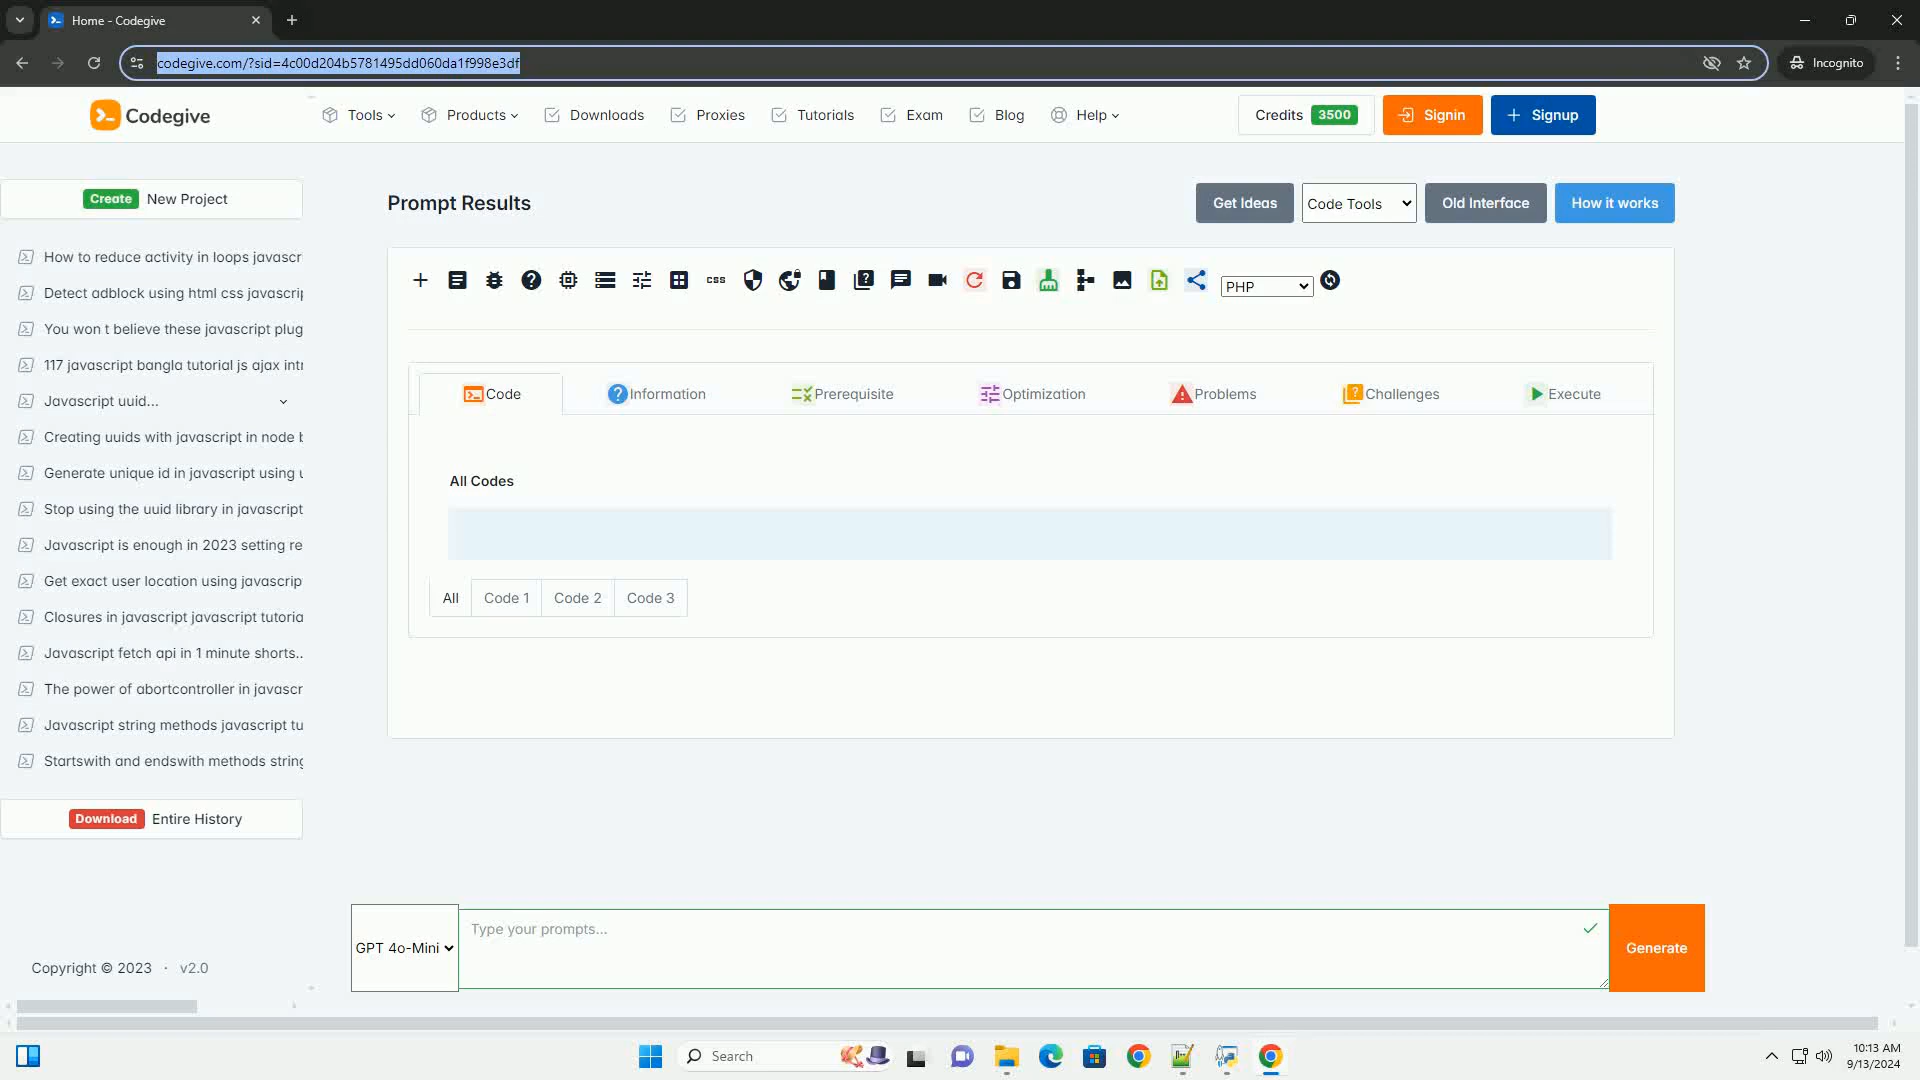 Home - Codegive
codegive.com/?sid=4c00d204b5781495dd060da1f998e3df
Incognito
Codegive
Tools
Products
Downloads
Proxies
Tutorials
Exam
Blog
Help
Credits 3500
Signin
Signup
Create New Project
Prompt Results
Get Ideas
Code Tools
Old Interface
How it works
How to reduce activity in loops javascr
Detect adblock using html css javascrip
You won t believe these javascript plug
117 javascript bangla tutorial js ajax intr
Javascript uuid...
Creating uuids with javascript in node b
Generate unique id in javascript using u
Stop using the uuid library in javascript
Javascript is enough in 2023 setting re
Get exact user location using javascrip
Closures in javascript javascript tutoria
Javascript fetch api in 1 minute shorts..
The power of abortcontroller in javascr
Javascript string methods javascript tu
Startswith and endswith methods string
Download Entire History
Copyright © 2023 · v2.0
css
PHP
Code
Information
Prerequisite
Optimization
Problems
Challenges
Execute
All Codes
All
Code 1
Code 2
Code 3
GPT 4o-Mini
Type your prompts...
Generate
Search
10:13 AM
9/13/2024